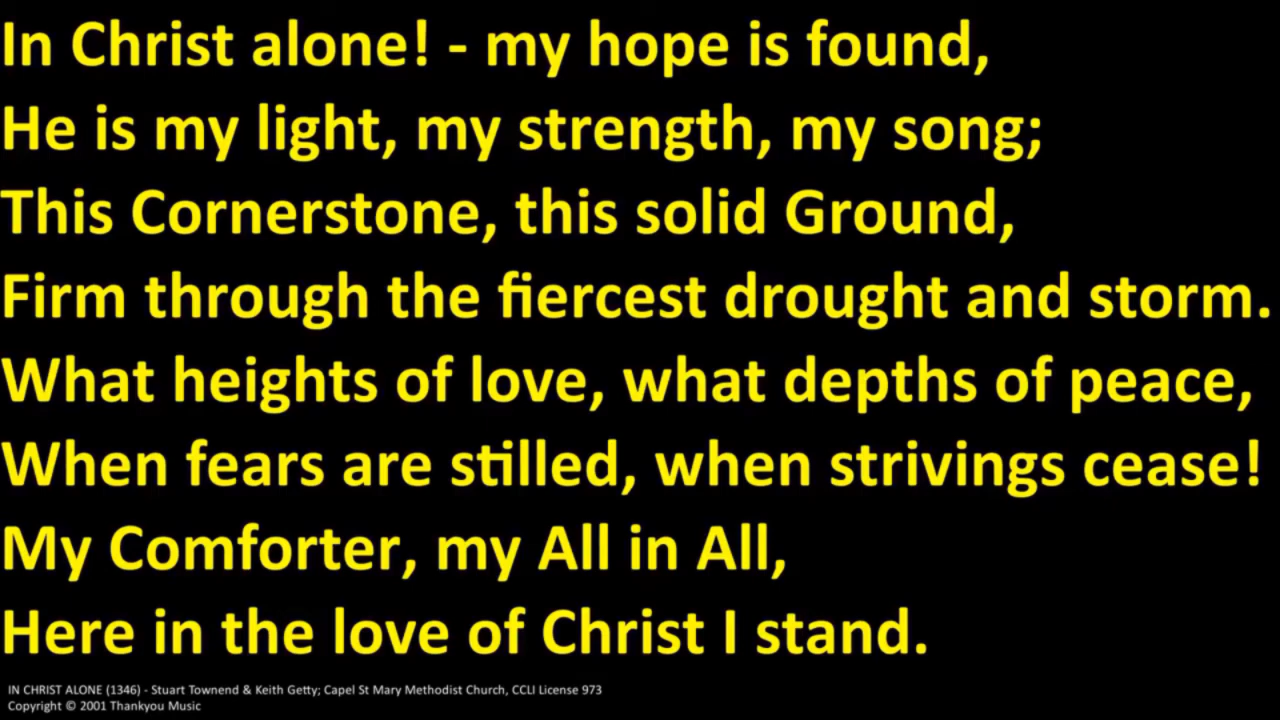 In Christ alone! - my hope is found,
He is my light, my strength, my song;
This Cornerstone, this solid Ground,
Firm through the fiercest drought and storm.
What heights of love, what depths of peace,
When fears are stilled, when strivings cease!
My Comforter, my All in All,
Here in the love of Christ I stand.
IN CHRIST ALONE (1346) - Stuart Townend & Keith Getty; Capel St Mary Methodist Church, CCLI License 973
Copyright © 2001 Thankyou Music